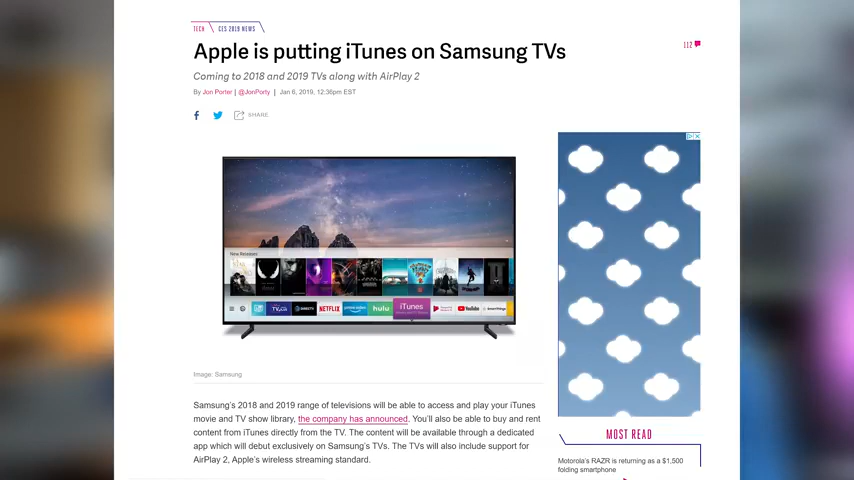 TECH
CES 2019 NEWS
Apple is putting iTunes on Samsung TVs
112
Coming to 2018 and 2019 TVs along with AirPlay 2
By Jon Porter | @JonPorty | Jan 6, 2019, 12:36pm EST
SHARE
New Releases
NETFLIX
prime video
hulu
iTunes
YouTube
Image: Samsung
Samsung's 2018 and 2019 range of televisions will be able to access and play your iTunes
movie and TV show library, the company has announced. You'll also be able to buy and rent
content from iTunes directly from the TV. The content will be available through a dedicated
app which will debut exclusively on Samsung's TVs. The TVs will also include support for
AirPlay 2, Apple's wireless streaming standard.
MOST READ
Motorola's RAZR is returning as a $1,500
folding smartphone